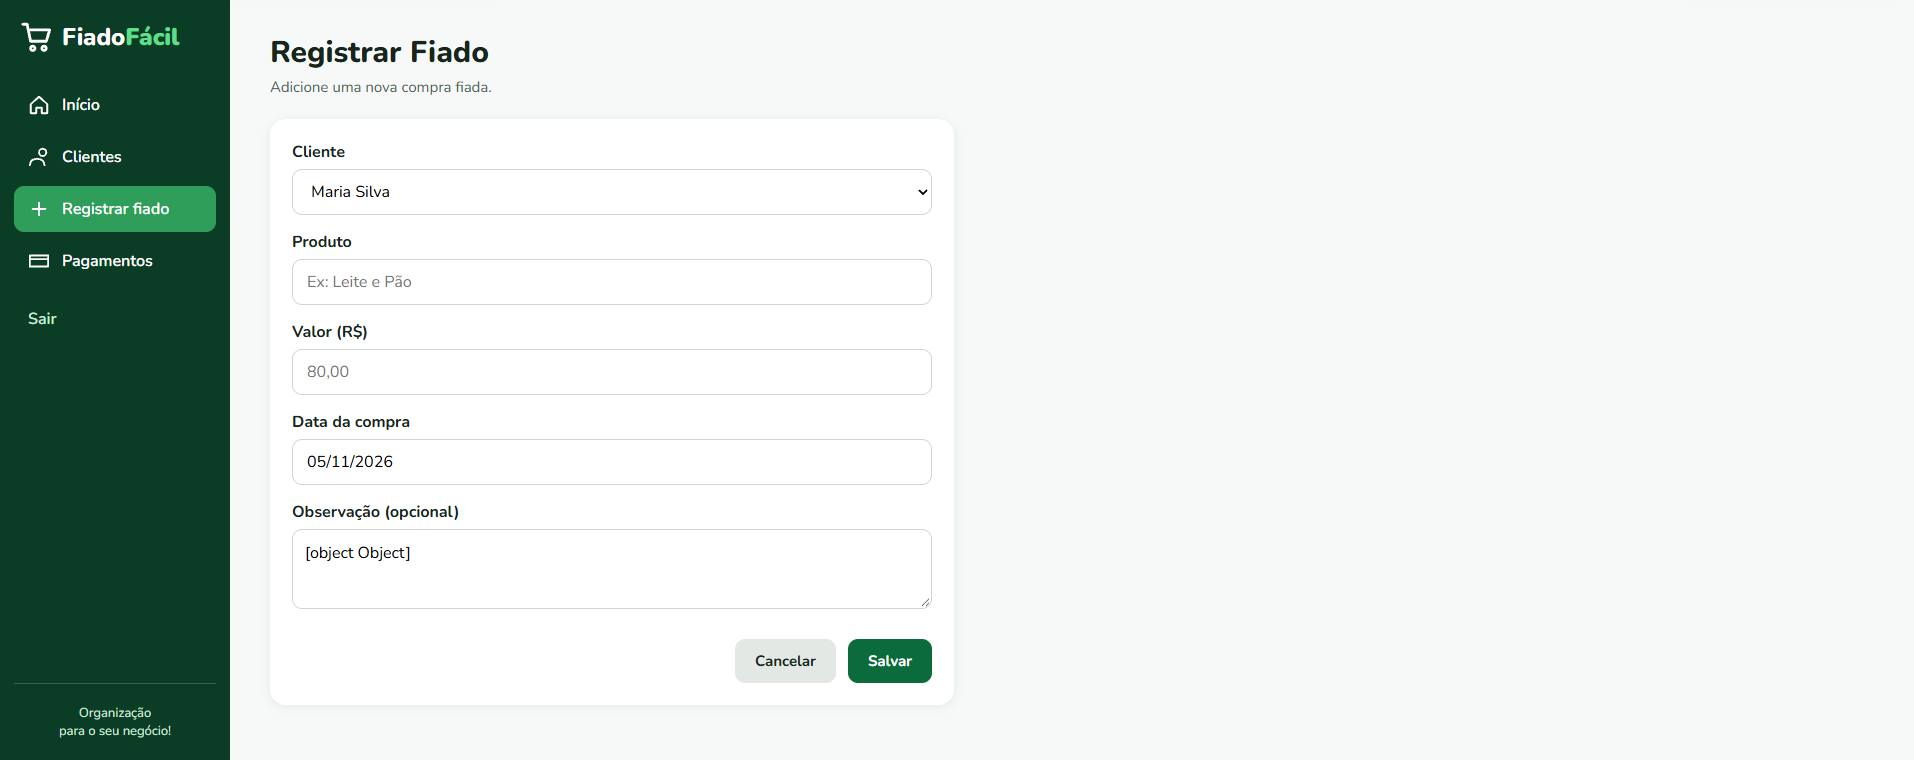 FiadoFácil
Início
Clientes
Registrar fiado
Pagamentos
Sair
Organização
para o seu negócio!
Registrar Fiado
Adicione uma nova compra fiada.
Cliente
Maria Silva
Produto
Ex: Leite e Pão
Valor (R$)
80,00
Data da compra
05/11/2026
Observação (opcional)
[object Object]
Cancelar
Salvar